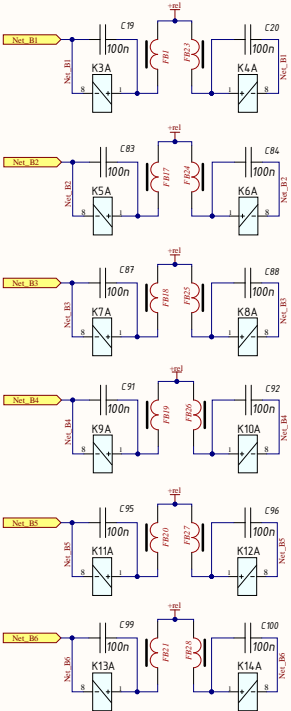 +rel
C19
C20
Net_B1
100n
FB1
FB23
100n
Net_B1
K3A
K4A
Net_B1
8
- +
1
1
+ -
8
+rel
C83
C84
Net_B2
100n
FB17
FB24
100n
Net_B2
K5A
K6A
Net_B2
8
- +
1
1
+ -
8
+rel
C87
C88
Net_B3
100n
FB18
FB25
100n
Net_B3
K7A
K8A
Net_B3
8
- +
1
1
+ -
8
+rel
C91
C92
Net_B4
100n
FB19
FB26
100n
Net_B4
K9A
K10A
Net_B4
8
- +
1
1
+ -
8
+rel
C95
C96
Net_B5
100n
FB20
FB27
100n
Net_B5
K11A
K12A
Net_B5
8
- +
1
1
+ -
8
+rel
C99
C100
Net_B6
100n
FB21
FB28
100n
Net_B6
K13A
K14A
Net_B6
8
- +
1
1
+ -
8